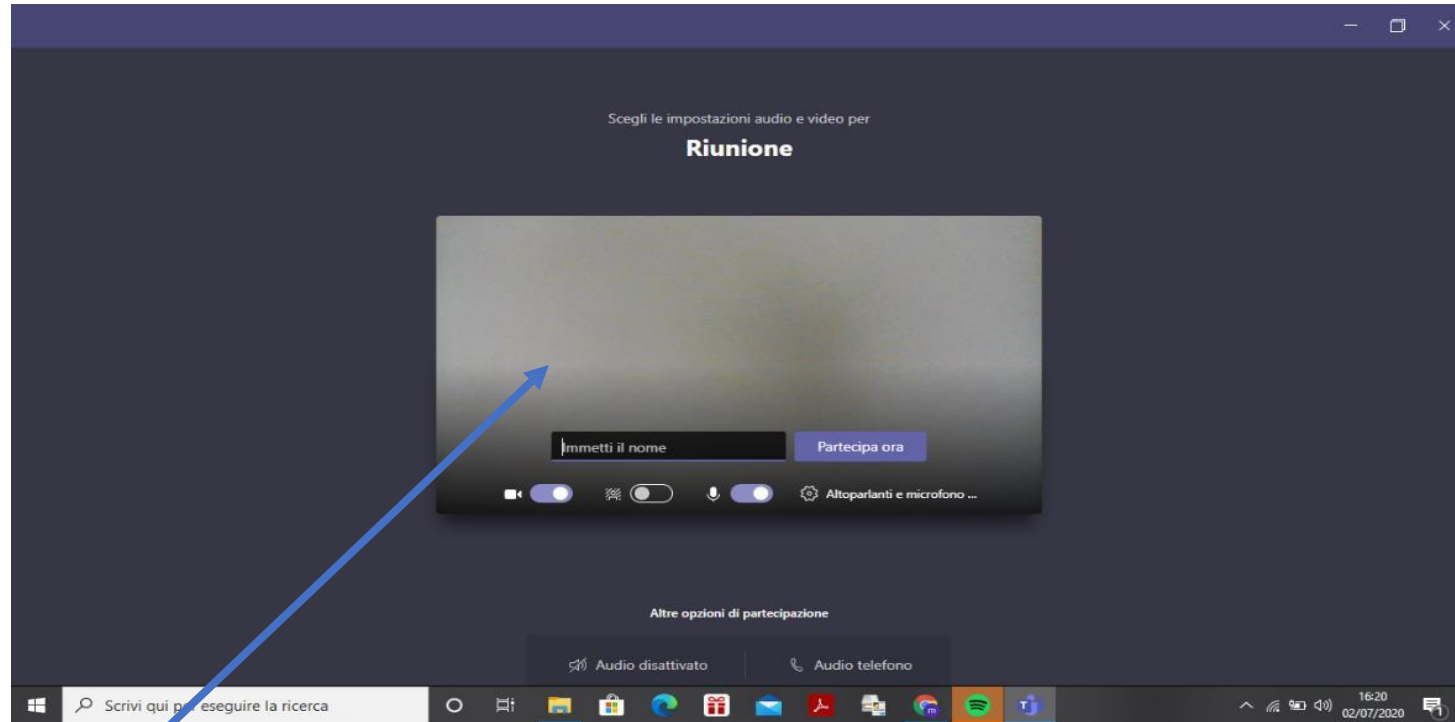 Scegli le impostazioni audio e video per
Riunione
Immetti il nome
Partecipa ora
Altoparlanti e microfono ...
Altre opzioni di partecipazione
Audio disattivato
Audio telefono
Scrivi qui per eseguire la ricerca
16:20
02/07/2020